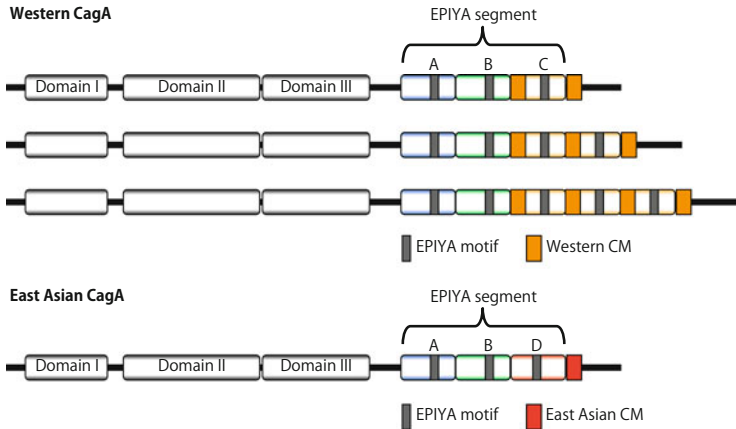 Western CagA
EPIYA segment
A B C
Domain I Domain II Domain III
EPIYA motif Western CM
East Asian CagA
EPIYA segment
A B D
Domain I Domain II Domain III
EPIYA motif East Asian CM